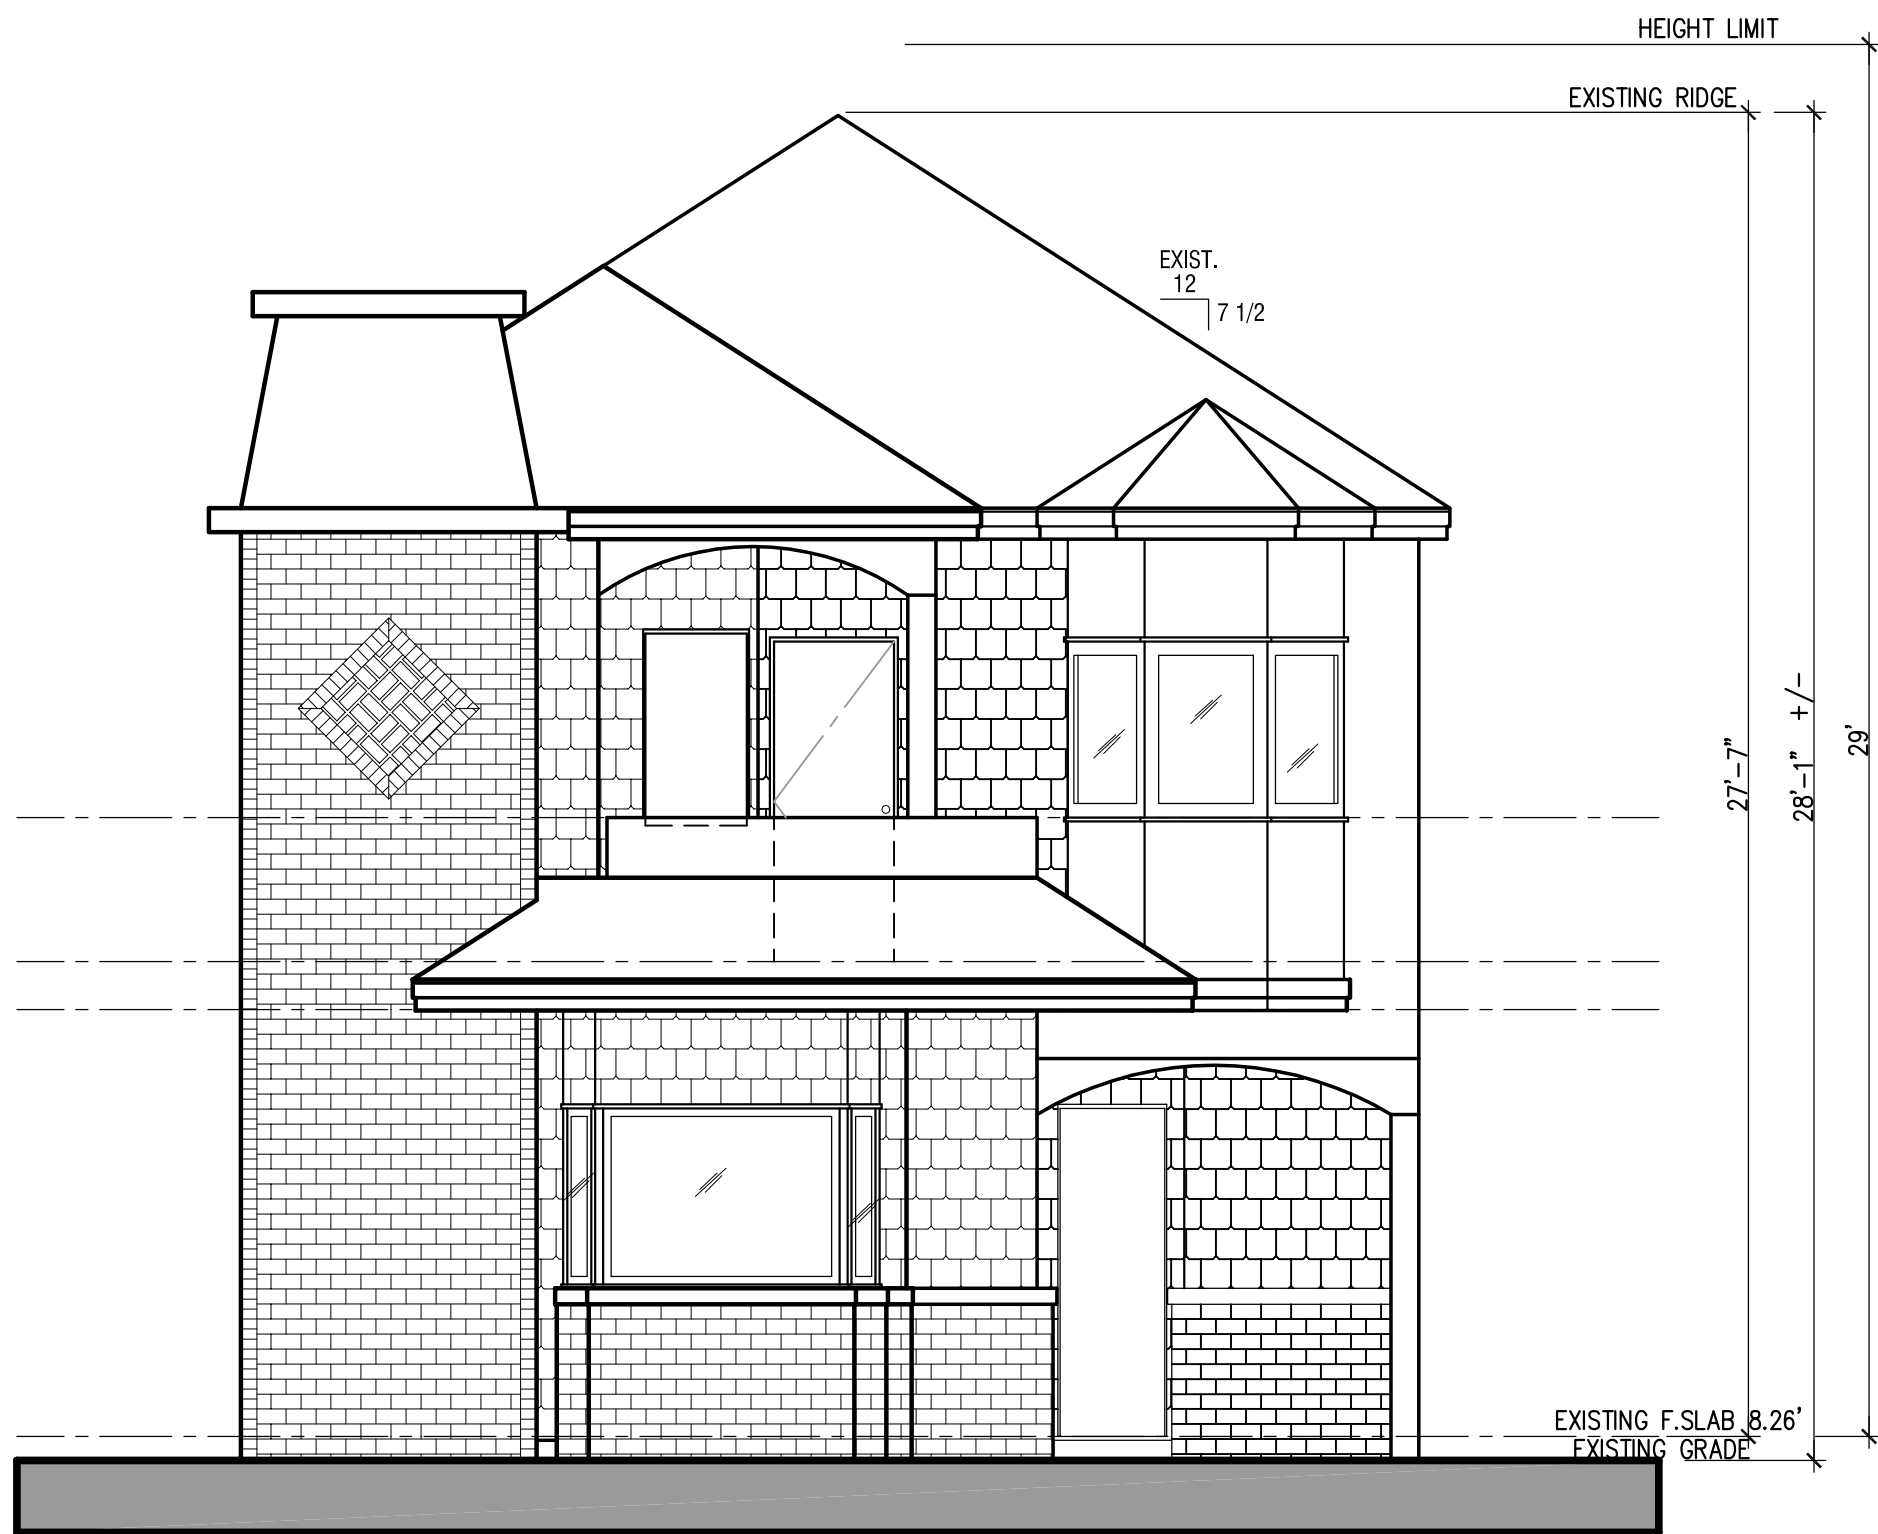 HEIGHT LIMIT
EXISTING RIDGE
EXIST.
12
7 1/2
27'-7"
28'-1" +/-
29'
EXISTING F.SLAB 8.26'
EXISTING GRADE